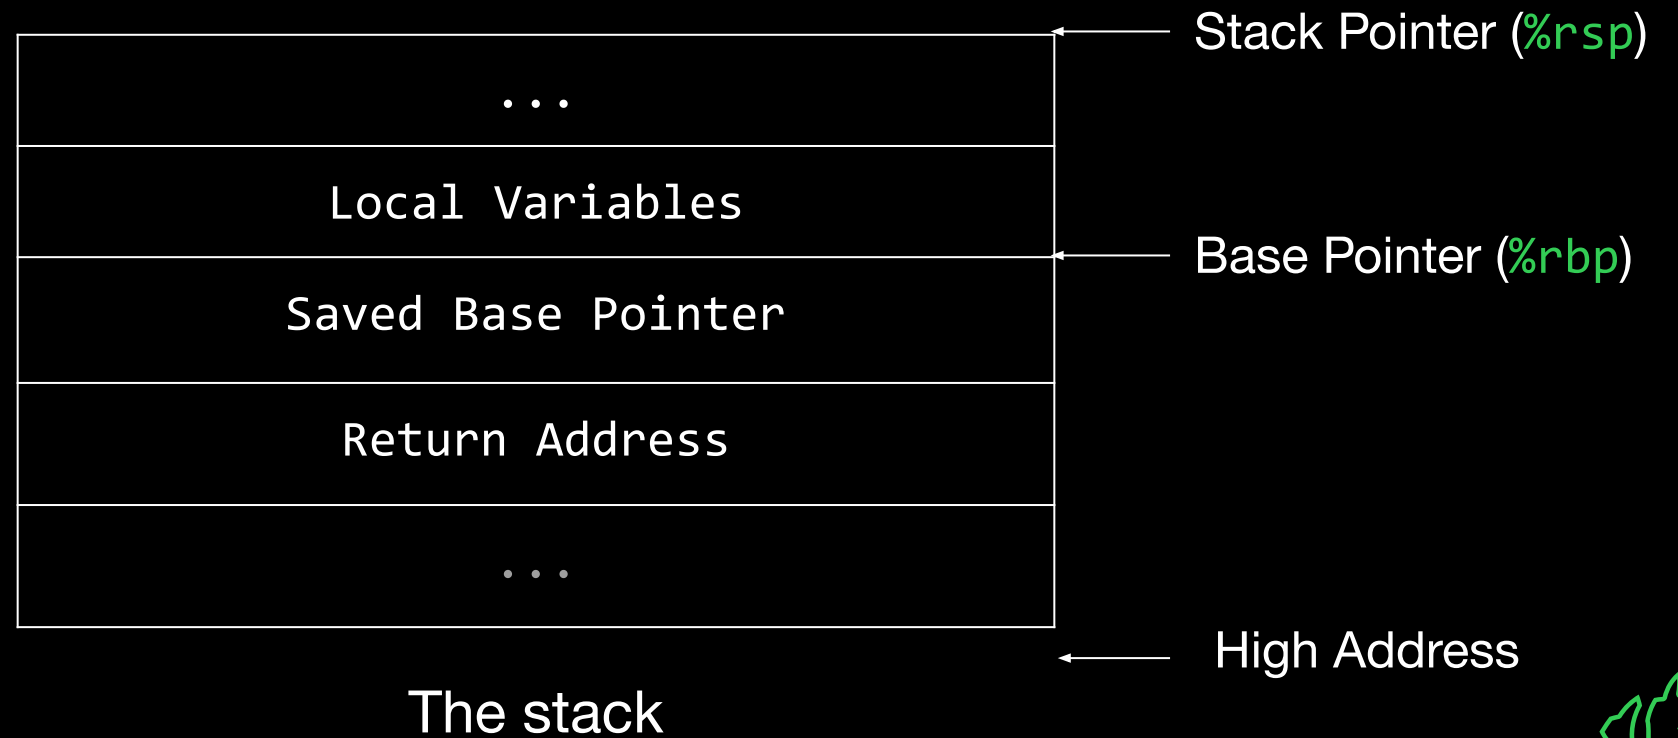 Stack Pointer (%rsp)
...
Local Variables
Base Pointer (%rbp)
Saved Base Pointer
Return Address
...
High Address
The stack